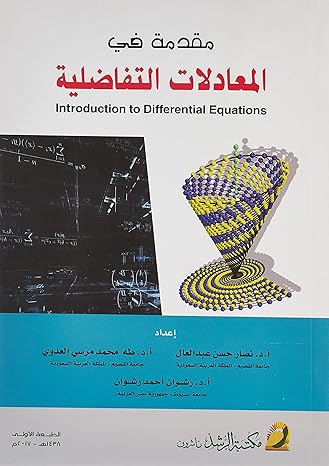 مقدمة في
المعادلات التفاضلية
Introduction to Differential Equations
إعداد
أ.د. نصار حسن عبدالعال
جامعة القصيم - المملكة العربية السعودية
أ.د. طه محمد مرسي العدوي
جامعة القصيم - المملكة العربية السعودية
أ.د. رشوان أحمد رشوان
جامعة أسيوط - جمهورية مصر العربية
مكتبة الرشد ناشرون
الطبعة الأولى
١٤٣٨هـ - ٢٠١٧م